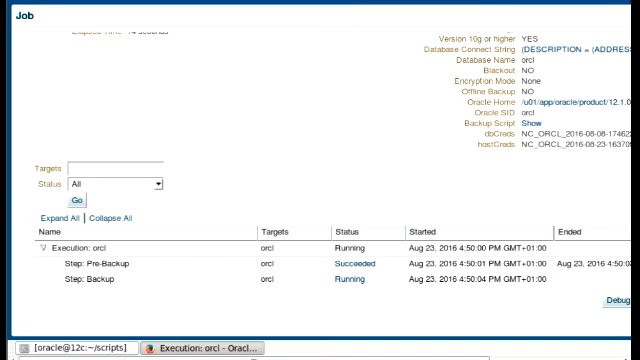 Job
Elapsed Time 14 seconds
Version 10g or higher YES
Database Connect String (DESCRIPTION = (ADDRESS
Database Name orcl
Blackout NO
Encryption Mode None
Offline Backup NO
Oracle Home /u01/app/oracle/product/12.1.0
Oracle SID orcl
Backup Script Show
dbCreds NC_ORCL_2016-08-08-17462
hostCreds NC_ORCL_2016-08-23-16370
Targets
Status All
Go
Expand All | Collapse All
Name Targets Status Started Ended
Execution: orcl orcl Running Aug 23, 2016 4:50:00 PM GMT+01:00
Step: Pre-Backup orcl Succeeded Aug 23, 2016 4:50:01 PM GMT+01:00 Aug 23, 2016 4:50:0
Step: Backup orcl Running Aug 23, 2016 4:50:04 PM GMT+01:00
Debug
[oracle@12c:~/scripts] Execution: orcl - Oracl...